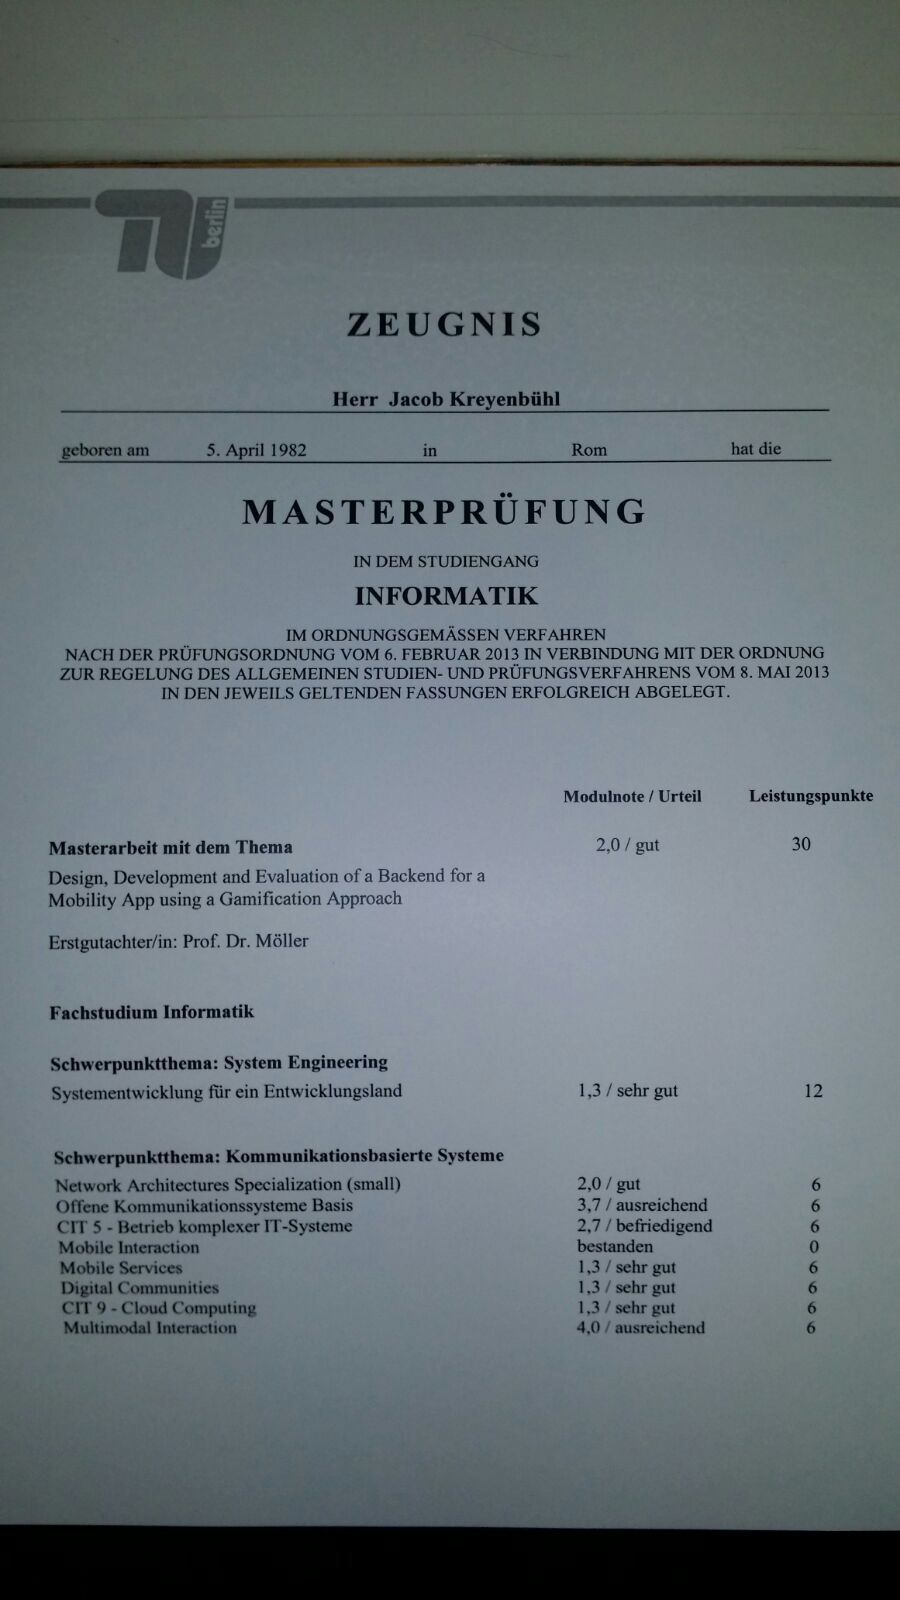 berlin
ZEUGNIS
Herr Jacob Kreyenbühl
geboren am 5. April 1982 in Rom hat die
MASTERPRÜFUNG
IN DEM STUDIENGANG
INFORMATIK
IM ORDNUNGSGEMÄSSEN VERFAHREN
NACH DER PRÜFUNGSORDNUNG VOM 6. FEBRUAR 2013 IN VERBINDUNG MIT DER ORDNUNG
ZUR REGELUNG DES ALLGEMEINEN STUDIEN- UND PRÜFUNGSVERFAHRENS VOM 8. MAI 2013
IN DEN JEWEILS GELTENDEN FASSUNGEN ERFOLGREICH ABGELEGT.
Modulnote / Urteil Leistungspunkte
Masterarbeit mit dem Thema 2,0 / gut 30
Design, Development and Evaluation of a Backend for a
Mobility App using a Gamification Approach
Erstgutachter/in: Prof. Dr. Möller
Fachstudium Informatik
Schwerpunktthema: System Engineering
Systementwicklung für ein Entwicklungsland 1,3 / sehr gut 12
Schwerpunktthema: Kommunikationsbasierte Systeme
Network Architectures Specialization (small) 2,0 / gut 6
Offene Kommunikationssysteme Basis 3,7 / ausreichend 6
CIT 5 - Betrieb komplexer IT-Systeme 2,7 / befriedigend 6
Mobile Interaction bestanden 0
Mobile Services 1,3 / sehr gut 6
Digital Communities 1,3 / sehr gut 6
CIT 9 - Cloud Computing 1,3 / sehr gut 6
Multimodal Interaction 4,0 / ausreichend 6